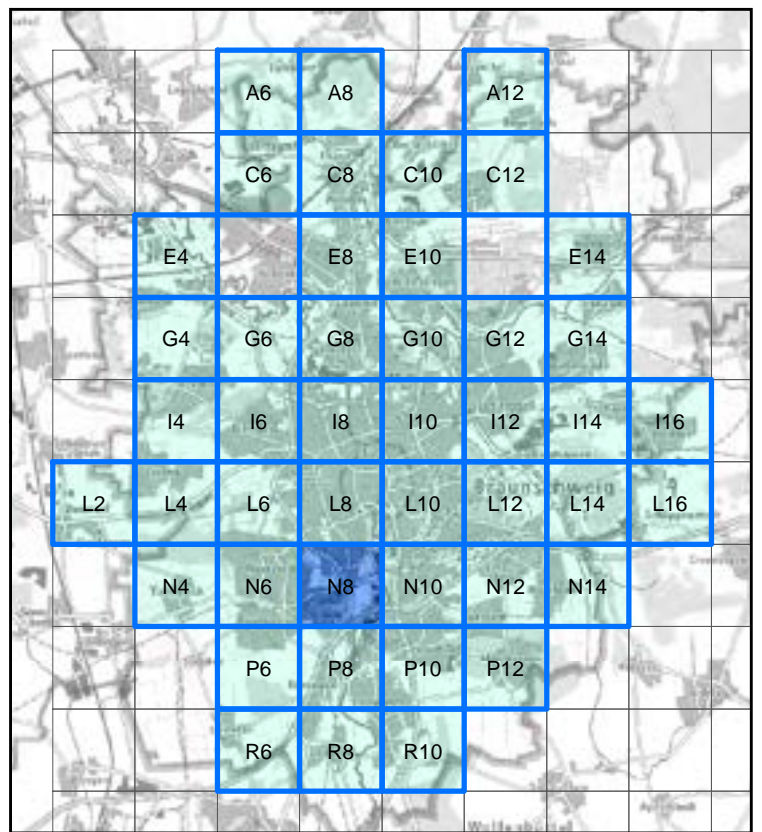 A6 A8 A12
C6 C8 C10 C12
E4 E8 E10 E14
G4 G6 G8 G10 G12 G14
I4 I6 I8 I10 I12 I14 I16
Braunschweig
L2 L4 L6 L8 L10 L12 L14 L16
N4 N6 N8 N10 N12 N14
P6 P8 P10 P12
R6 R8 R10
Wolfenbüttel